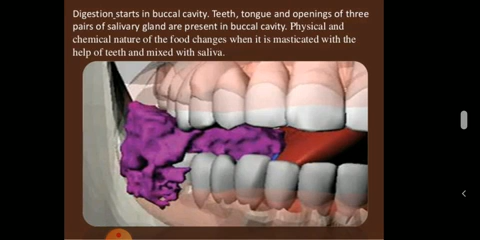 Digestion starts in buccal cavity. Teeth, tongue and openings of three
pairs of salivary gland are present in buccal cavity. Physical and
chemical nature of the food changes when it is masticated with the
help of teeth and mixed with saliva.